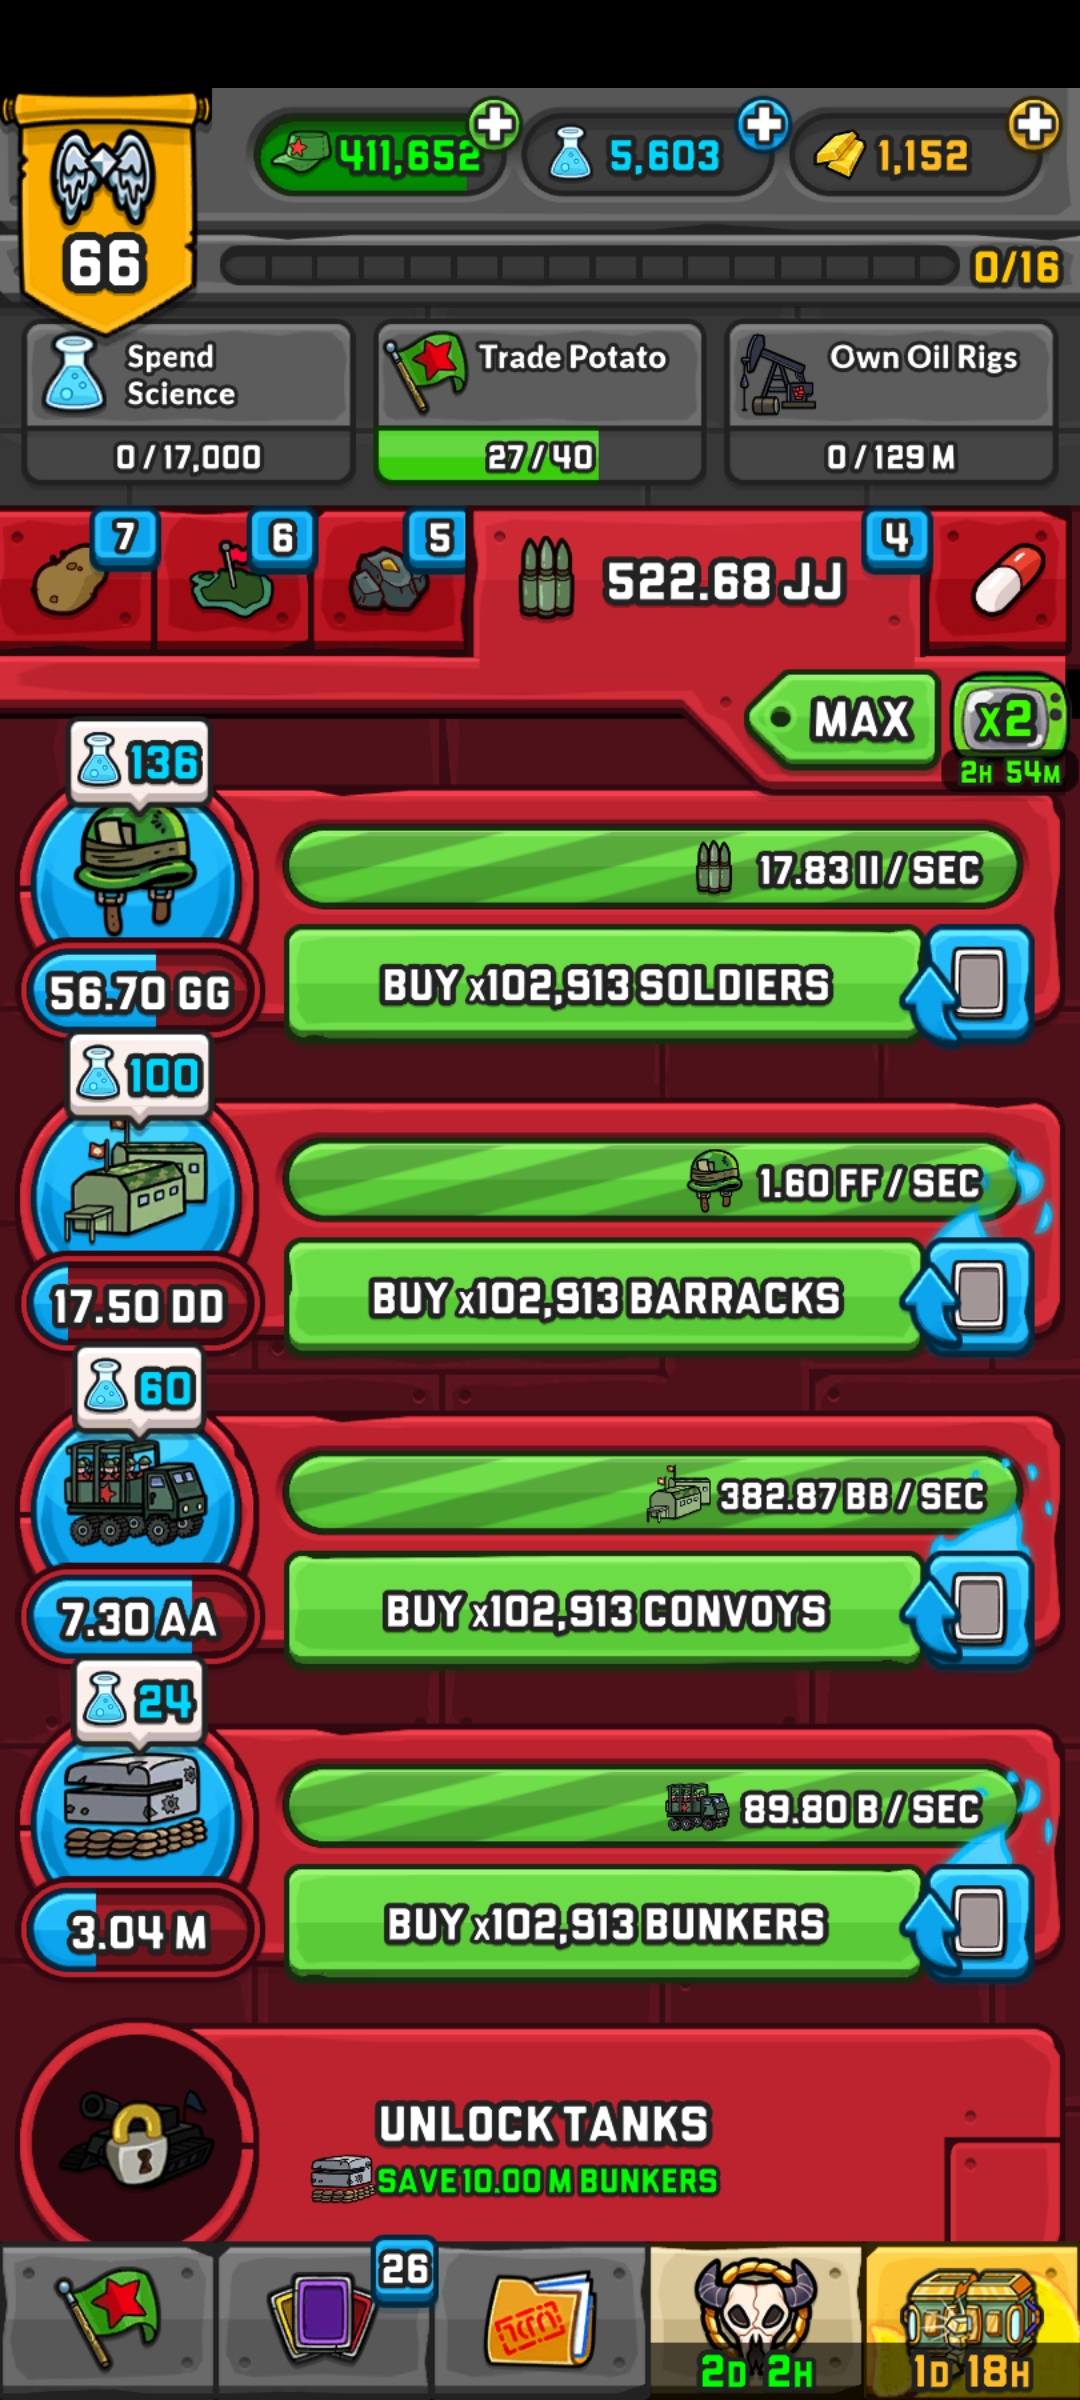 411,652
5,603
1,152
66
0/16
Spend
Science
0/17,000
Trade Potato
27/40
Own Oil Rigs
0/129 M
7
6
5
522.68 JJ
4
MAX
x2
2H 54M
136
17.83 II/SEC
BUY x102,913 SOLDIERS
56.70 GG
100
1.60 FF/SEC
BUY x102,913 BARRACKS
17.50 DD
60
382.87 BB/SEC
BUY x102,913 CONVOYS
7.30 AA
24
89.80 B/SEC
BUY x102,913 BUNKERS
3.04 M
UNLOCK TANKS
SAVE 10.00 M BUNKERS
26
2D 2H
1D 18H